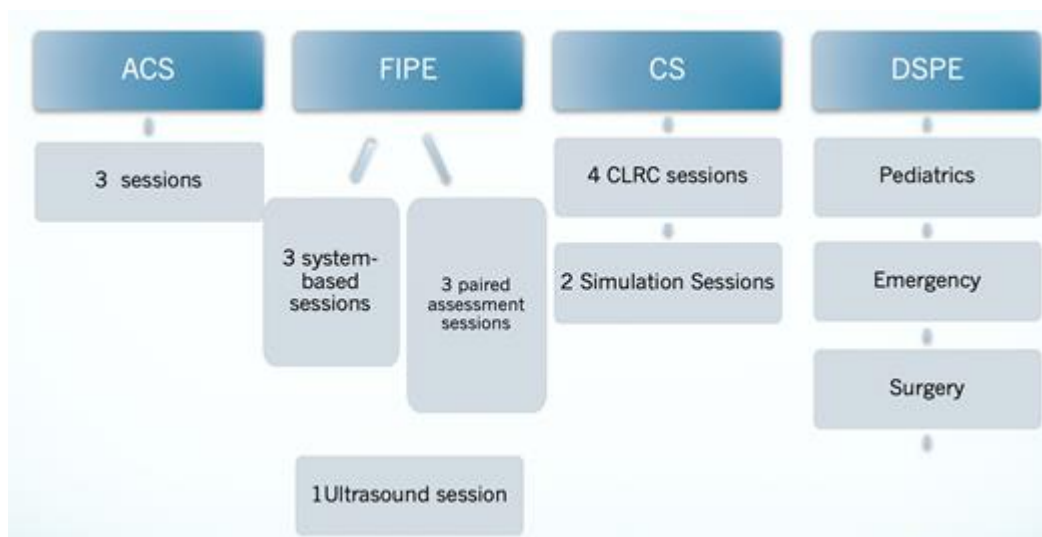 ACS
3 sessions
FIPE
3 system-
based
sessions
3 paired
assessment
sessions
1Ultrasound session
CS
4 CLRC sessions
2 Simulation Sessions
DSPE
Pediatrics
Emergency
Surgery